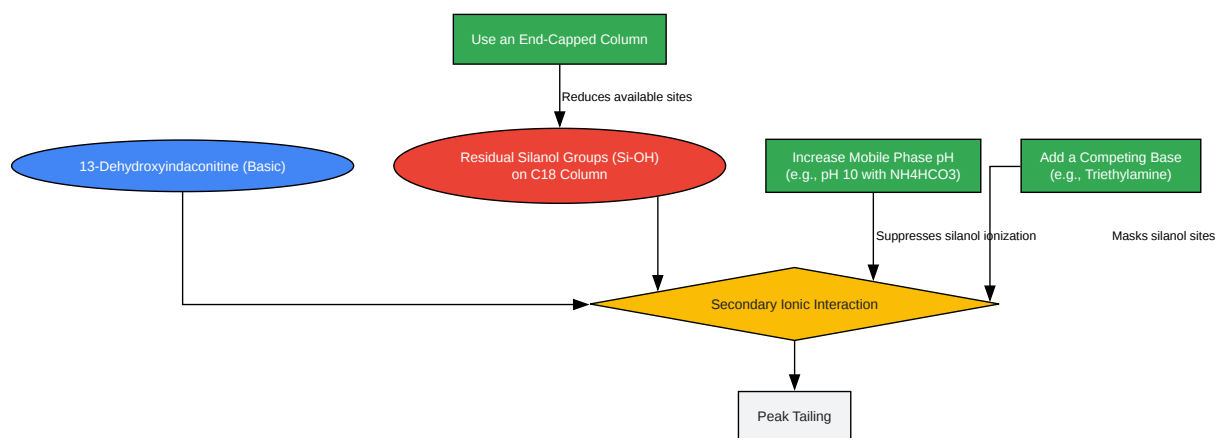 Use an End-Capped Column
Reduces available sites
13-Dehydroxyindaconitine (Basic)
Residual Silanol Groups (Si-OH)
on C18 Column
Increase Mobile Phase pH
(e.g., pH 10 with NH4HCO3)
Add a Competing Base
(e.g., Triethylamine)
Suppresses silanol ionization
Masks silanol sites
Secondary Ionic Interaction
Peak Tailing